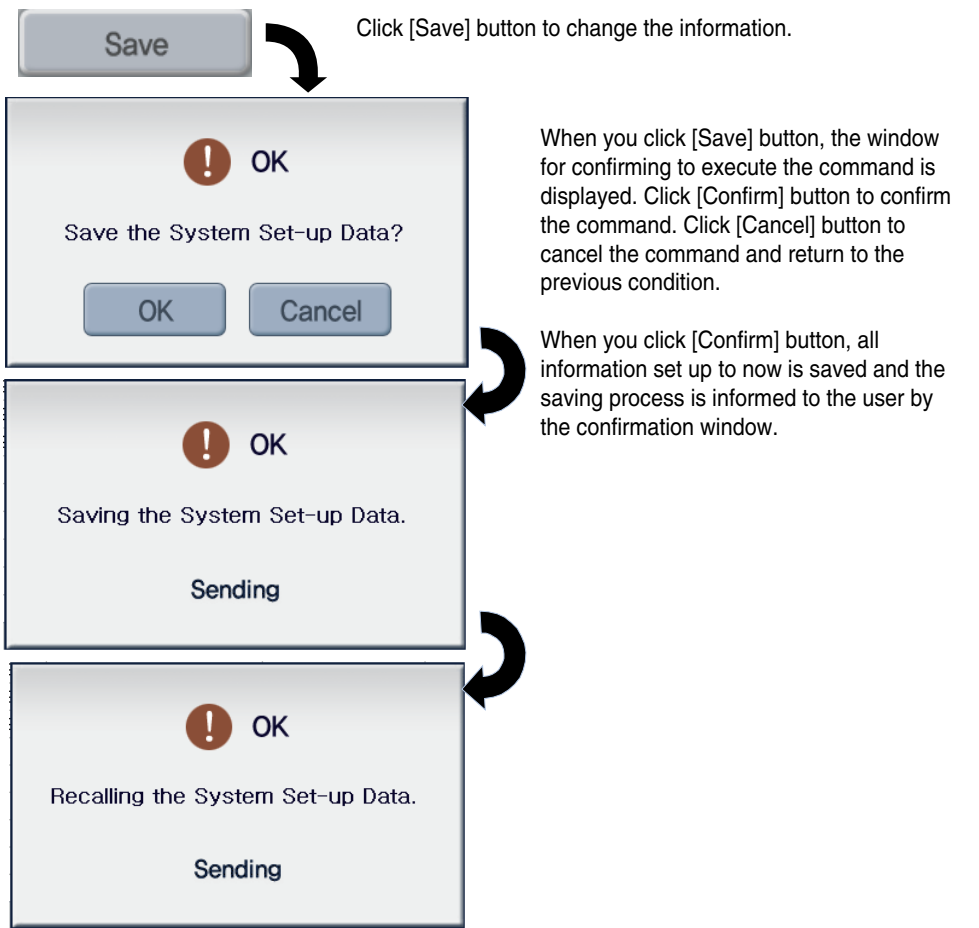 Save
Click [Save] button to change the information.
OK
Save the System Set-up Data?
OK Cancel
When you click [Save] button, the window
for confirming to execute the command is
displayed. Click [Confirm] button to confirm
the command. Click [Cancel] button to
cancel the command and return to the
previous condition.
When you click [Confirm] button, all
information set up to now is saved and the
saving process is informed to the user by
the confirmation window.
OK
Saving the System Set-up Data.
Sending
OK
Recalling the System Set-up Data.
Sending